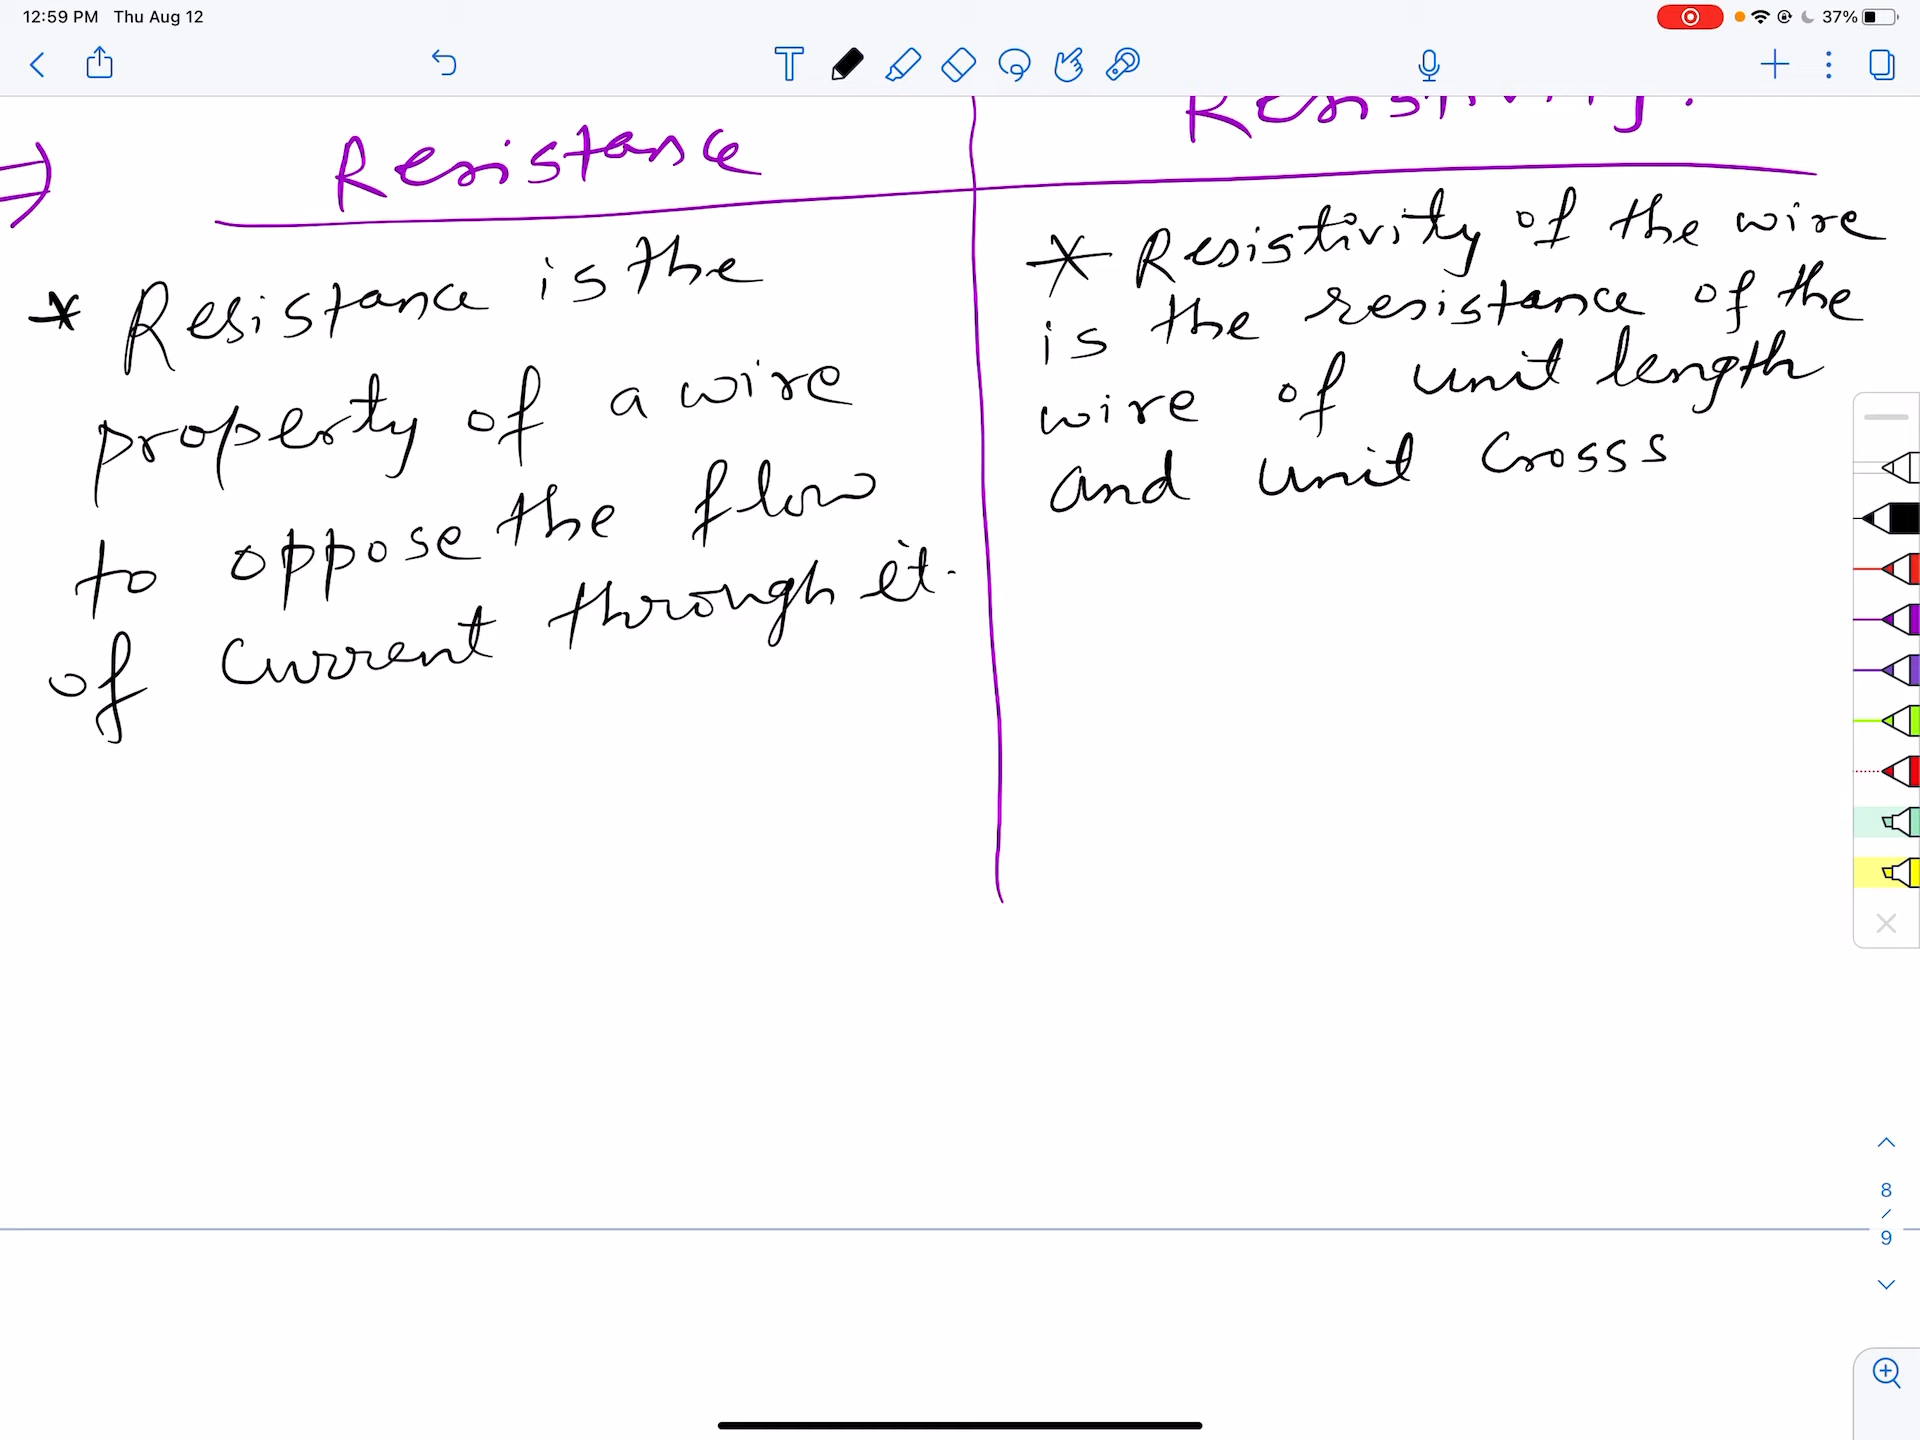 12:59 PM Thu Aug 12
37%
Resistance
Resistivity.
* Resistance is the
property of a wire
to oppose the flow
of current through it.
* Resistivity of the wire
is the resistance of the
wire of unit length
and unit crosss
8
/
9